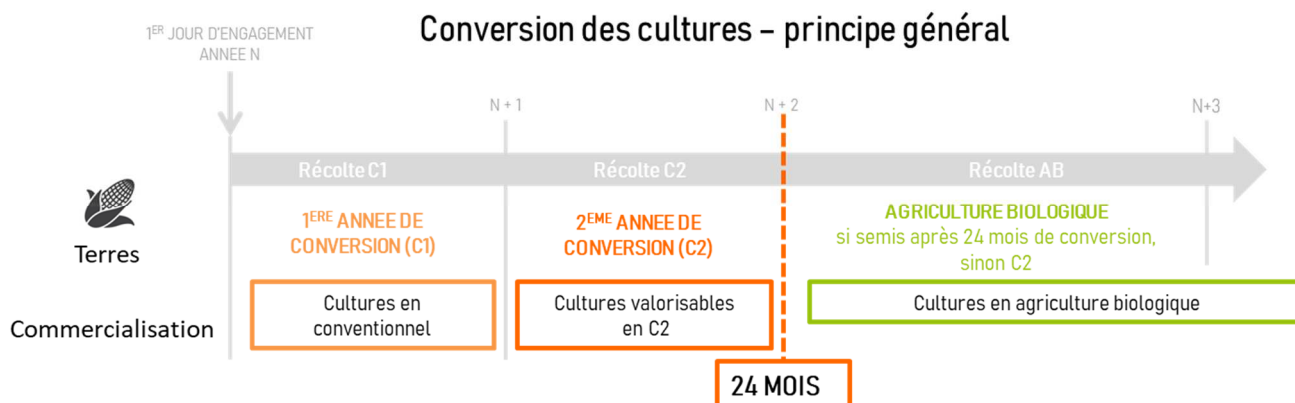 Conversion des cultures – principe général
1ER JOUR D'ENGAGEMENT
ANNEE N
N + 1
N + 2
N+3
Récolte C1
Récolte C2
Récolte AB
Terres
1ERE ANNEE DE
CONVERSION (C1)
2EME ANNEE DE
CONVERSION (C2)
AGRICULTURE BIOLOGIQUE
si semis après 24 mois de conversion,
sinon C2
Commercialisation
Cultures en
conventionnel
Cultures valorisables
en C2
Cultures en agriculture biologique
24 MOIS